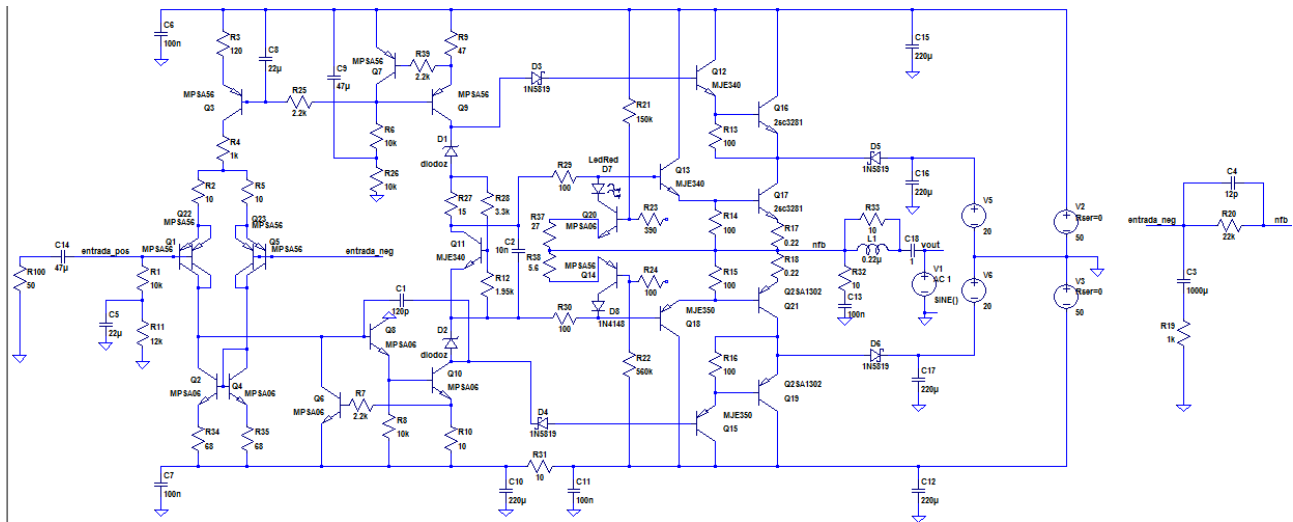 C6
100n
R3
120
C8
22µ
C9
47µ
MPSA56
Q7
R39
2.2k
R9
47
MPSA56
Q9
MPSA56
Q3
R25
2.2k
R4
1k
R6
10k
R26
10k
D1
diodoz
D3
1N5819
Q12
MJE340
C15
220µ
R21
150k
R13
100
Q16
2sc3281
D5
1N5819
C16
220µ
V5
20
V2
Rser=0
50
C4
12p
R20
22k
entrada_neg
nfb
C3
1000µ
R19
1k
R2
10
R5
10
Q22
MPSA56
Q1
MPSA56
Q23
MPSA56
Q5
MPSA56
entrada_neg
C14
47µ
entrada_pos
R100
50
R1
10k
C5
22µ
R11
12k
R27
15
R28
3.3k
Q11
MJE340
R12
1.95k
C2
10n
R29
100
LedRed
D7
Q20
MPSA06
R23
390
R37
27
R38
5.6
MPSA56
Q14
R24
100
D8
1N4148
R30
100
Q13
MJE340
R14
100
Q17
2sc3281
R17
0.22
R18
0.22
R15
100
nfb
R33
10
L1
0.22µ
C18
1
vout
R32
10
C13
100n
V1
AC 1
SINE()
V6
20
V3
Rser=0
50
C1
120p
Q8
MPSA06
D2
diodoz
Q10
MPSA06
Q2
MPSA06
Q4
MPSA06
Q6
MPSA06
R7
2.2k
R8
10k
R10
10
R34
68
R35
68
MJE350
Q18
Q2SA1302
Q21
R16
100
D6
1N5819
C17
220µ
R22
560k
D4
1N5819
MJE350
Q15
Q2SA1302
Q19
C7
100n
R31
10
C10
220µ
C11
100n
C12
220µ